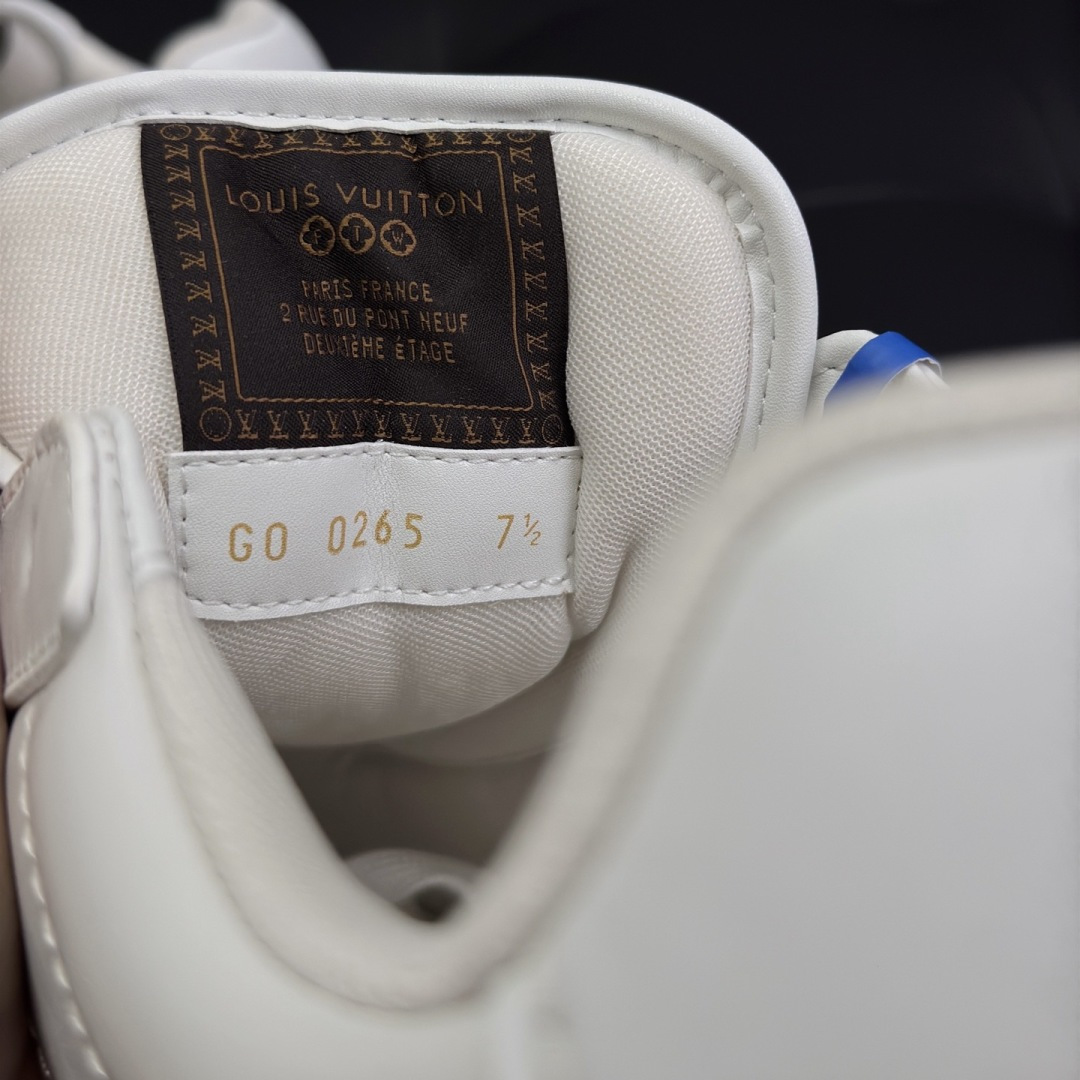 LOUIS VUITTON
P F W
PARIS FRANCE
2 RUE DU PONT NEUF
DEUXIÈME ÉTAGE
GO 0265 7½